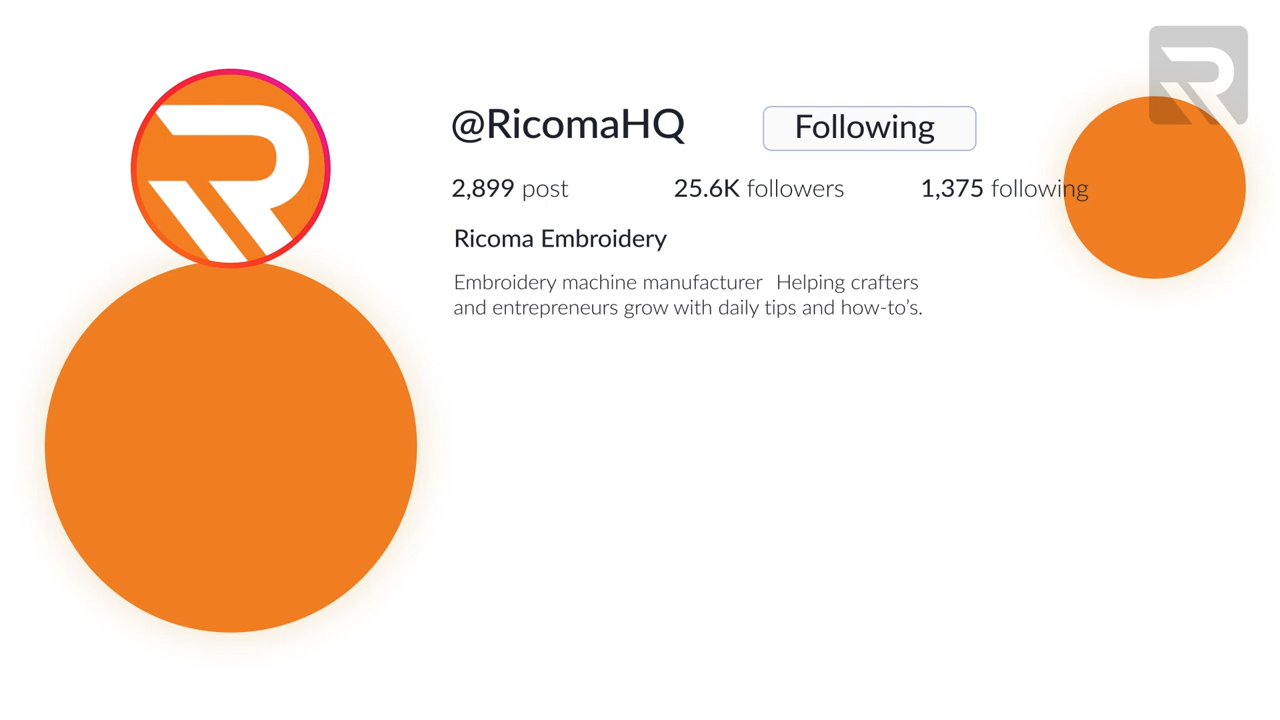 @RicomaHQ Following
2,899 post 25.6K followers 1,375 following
Ricoma Embroidery
Embroidery machine manufacturer Helping crafters
and entrepreneurs grow with daily tips and how-to’s.